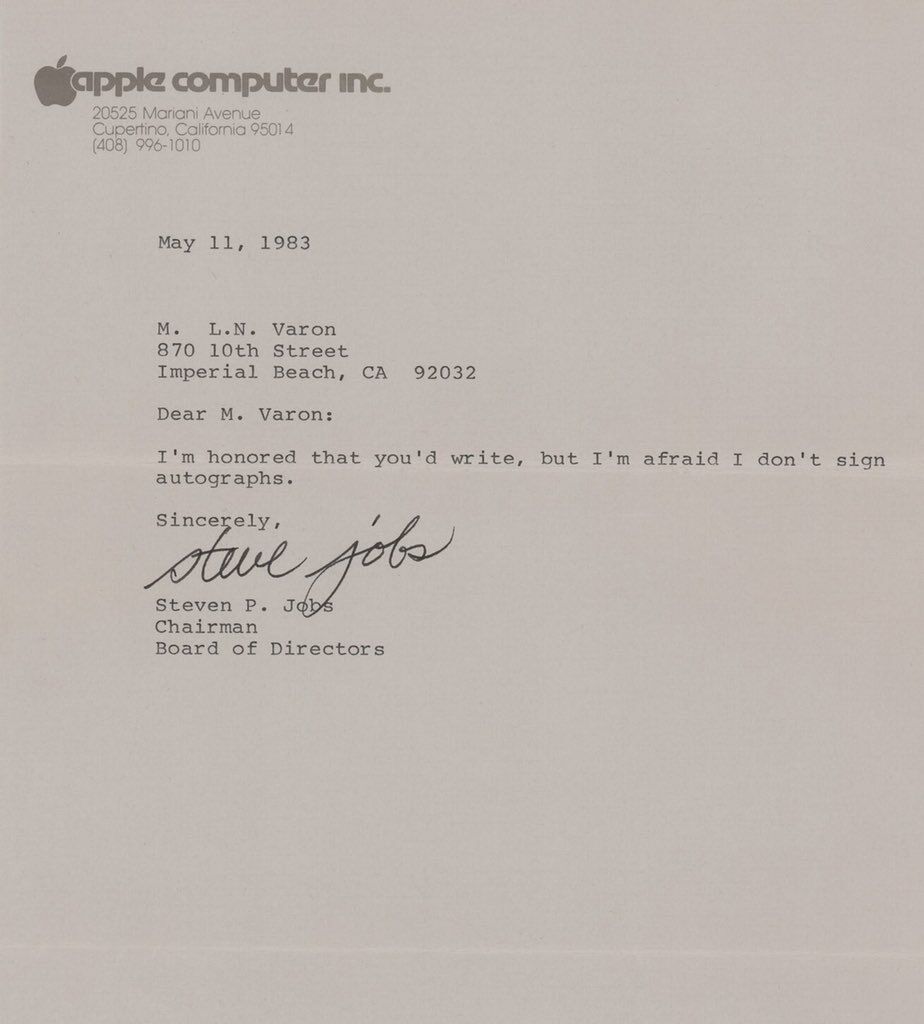 apple computer inc.
20525 Mariani Avenue
Cupertino, California 95014
(408) 996-1010
May 11, 1983
M.  L.N. Varon
870 10th Street
Imperial Beach, CA  92032
Dear M. Varon:
I'm honored that you'd write, but I'm afraid I don't sign
autographs.
Sincerely,
steve jobs
Steven P. Jobs
Chairman
Board of Directors